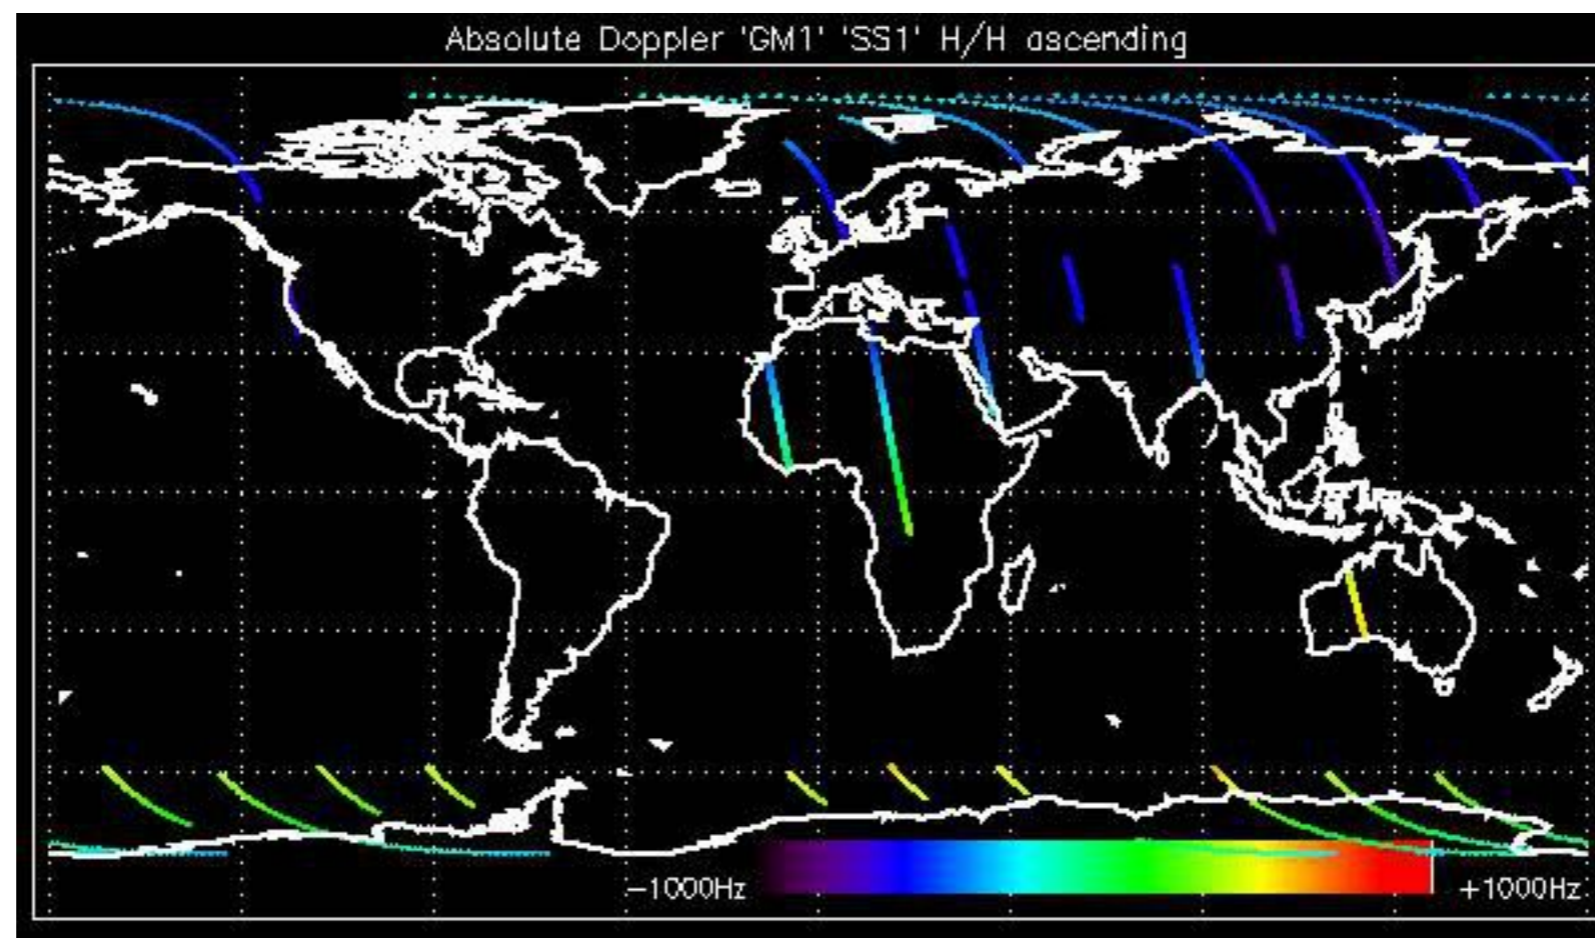 Absolute Doppler 'GM1' 'SS1' H/H ascending
−1000Hz +1000Hz